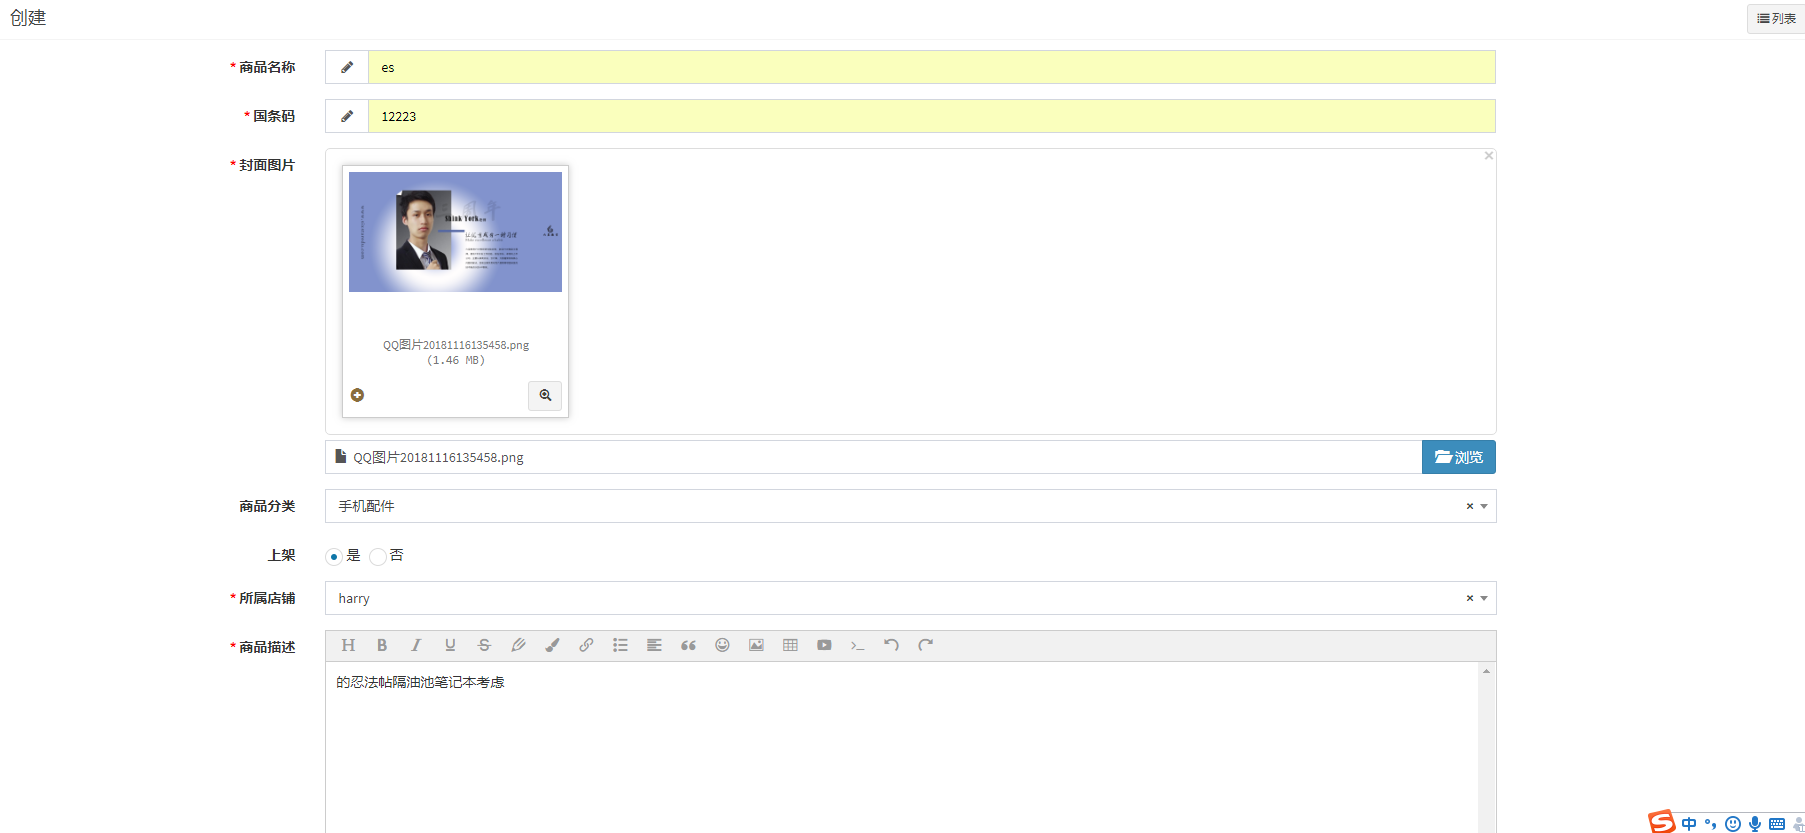 创建
列表
* 商品名称
es
* 国条码
12223
* 封面图片
×
Shink York
QQ图片20181116135458.png
(1.46 MB)
QQ图片20181116135458.png
浏览
商品分类
手机配件
×
上架
是
否
* 所属店铺
harry
×
* 商品描述
H B I U S
的忍法帖隔油池笔记本考虑
S 中